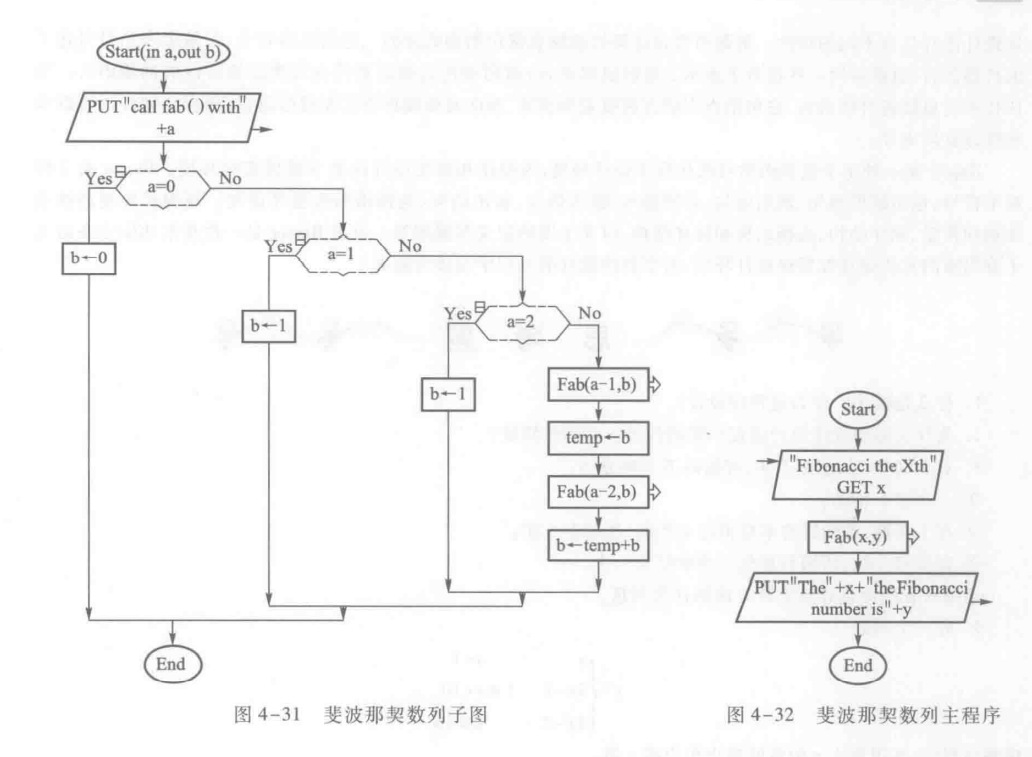 Start(in a,out b)
PUT"call fab()with"
+a
Yes
a=0
No
b←0
Yes
a=1
No
b←1
Yes
a=2
No
b←1
Fab(a−1,b)
temp←b
Fab(a−2,b)
b←temp+b
End
图 4-31 斐波那契数列子图
Start
"Fibonacci the Xth"
GET x
Fab(x,y)
PUT"The"+x+"the Fibonacci
number is"+y
End
图 4-32 斐波那契数列主程序